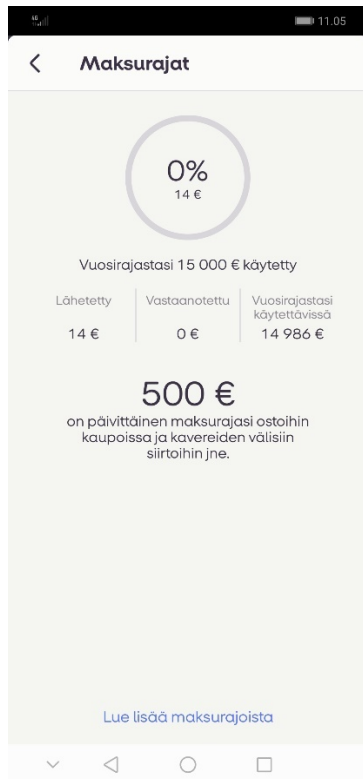 4G
11.05
Maksurajat
0%
14 €
Vuosirajastasi 15 000 € käytetty
Lähetetty
14 €
Vastaanotettu
0 €
Vuosirajastasi
käytettävissä
14 986 €
500 €
on päivittäinen maksurajasi ostoihin
kaupoissa ja kavereiden välisiin
siirtoihin jne.
Lue lisää maksurajoista